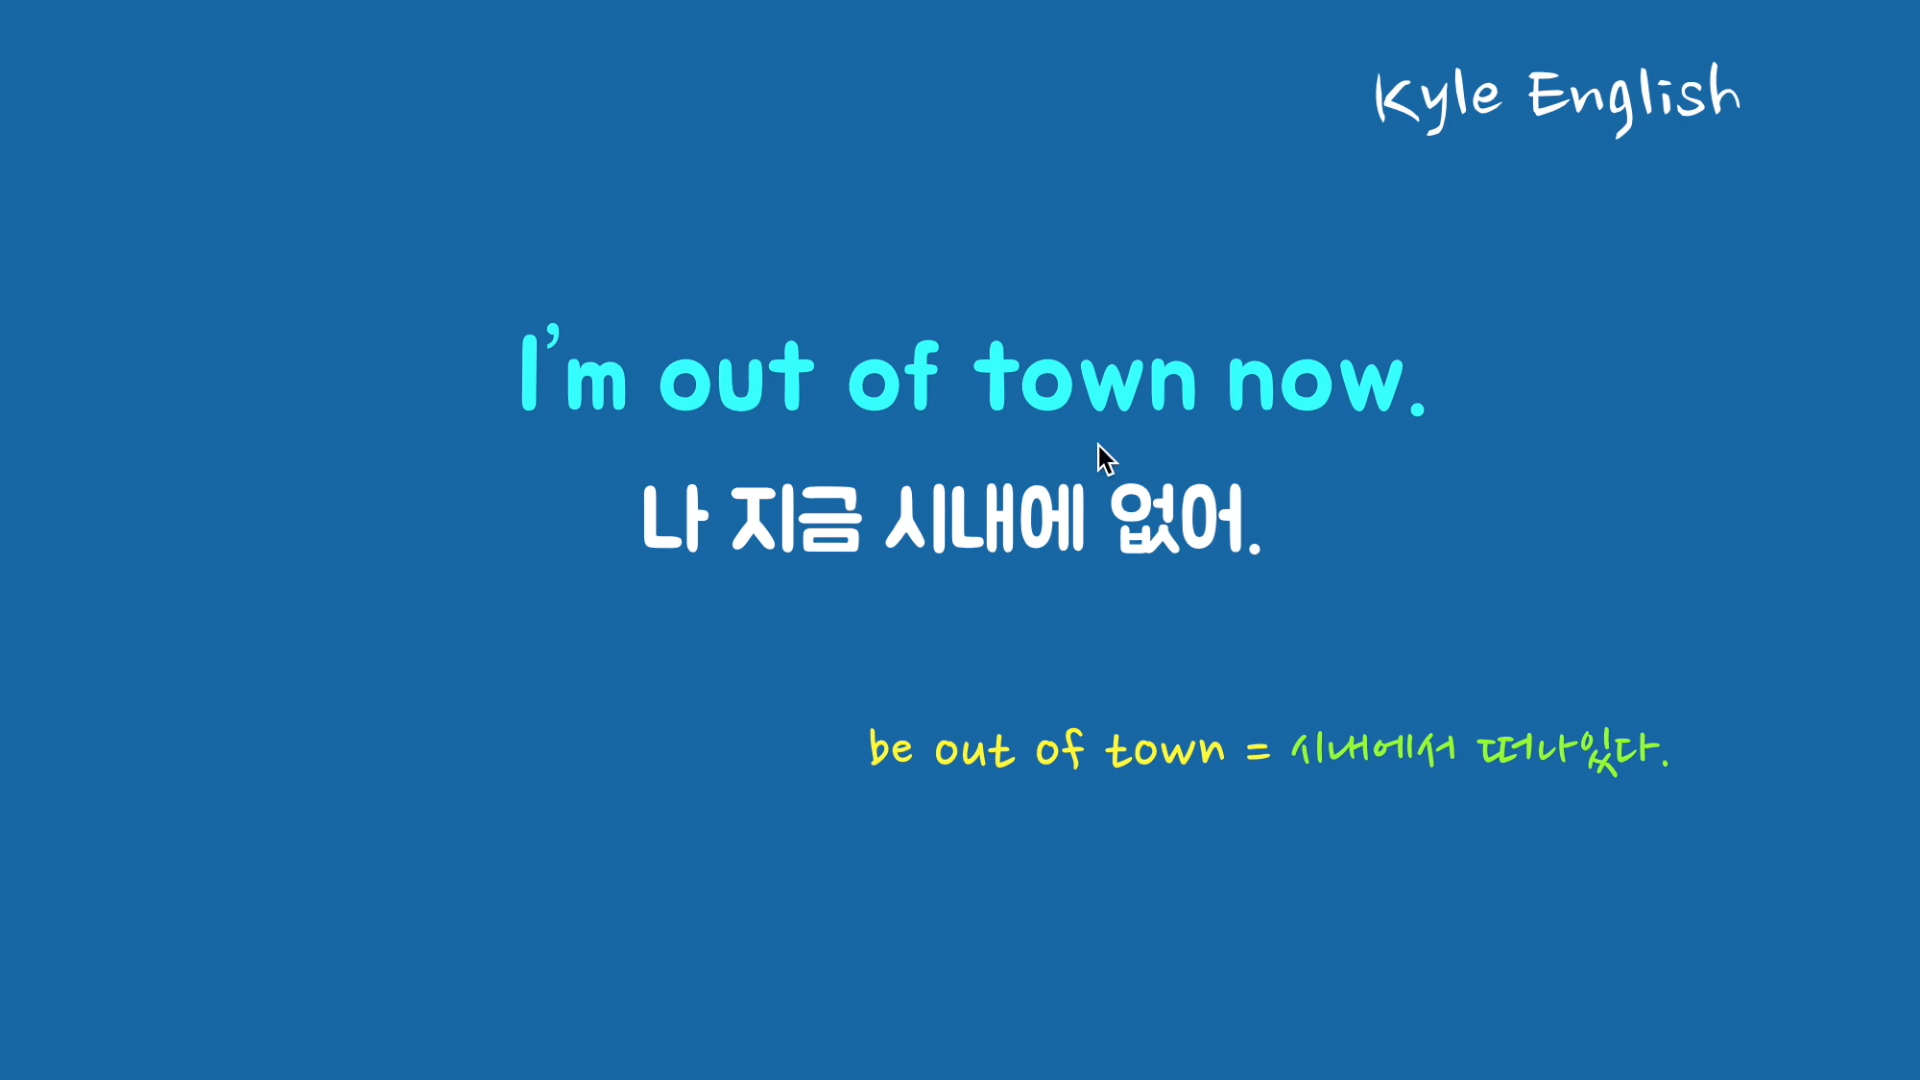 Kyle English
I'm out of town now.
나 지금 시내에 없어.
be out of town = 시내에서 떠나있다.